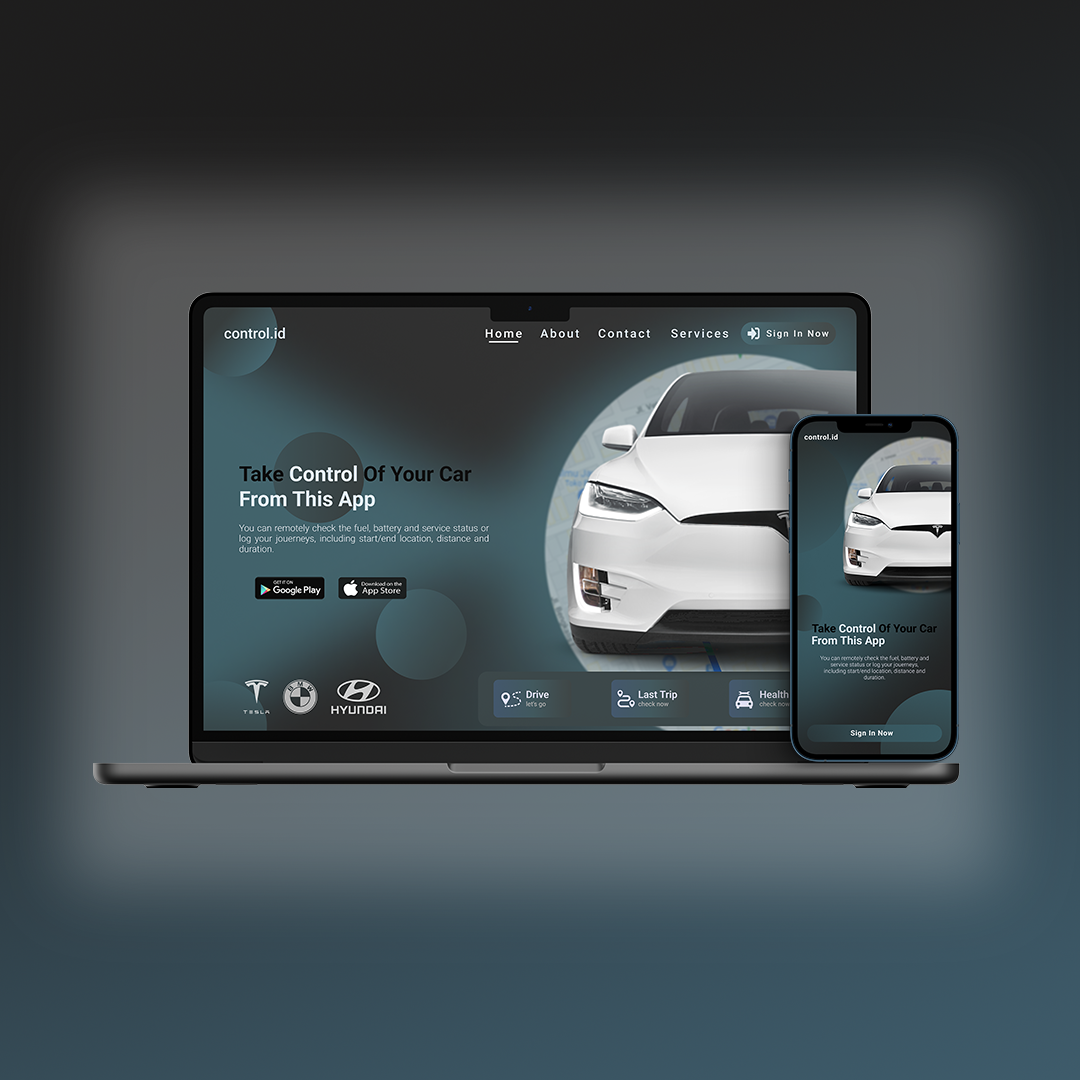 control.id
Home About Contact Services Sign In Now
Take Control Of Your Car
From This App
You can remotely check the fuel, battery and service status or
log your jouerneys, including start/end location, distance and
duration.
GET IT ON
Google Play
Download on the
App Store
TESLA
BMW
HYUNDAI
Drive
let's go
Last Trip
check now
Health
check now
control.id
Take Control Of Your Car
From This App
You can remotely check the fuel, battery and
service status or log your journeys,
including start/end location, distance and
duration.
Sign In Now